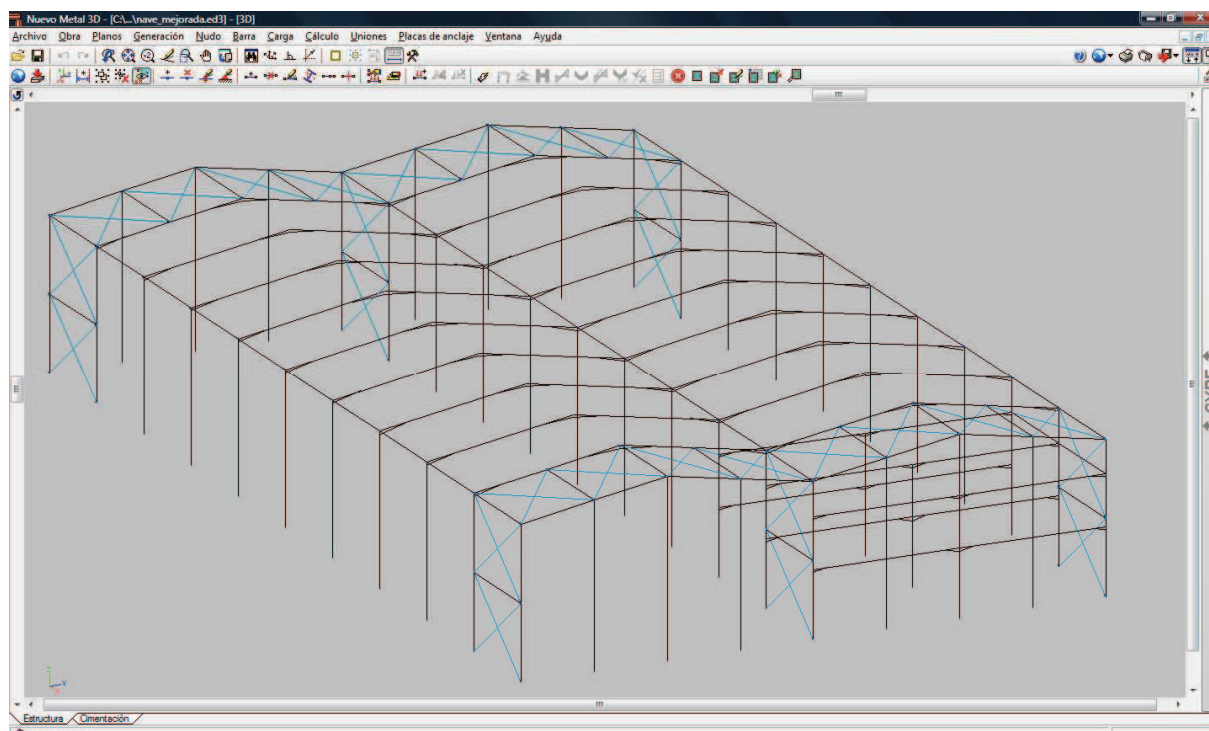 Nuevo Metal 3D - [C:\...\nave_mejorada.ed3] - [3D]
Archivo Obra Planos Generación Nudo Barra Carga Cálculo Uniones Placas de anclaje Ventana Ayuda
Z
Y
Estructura Cimentación